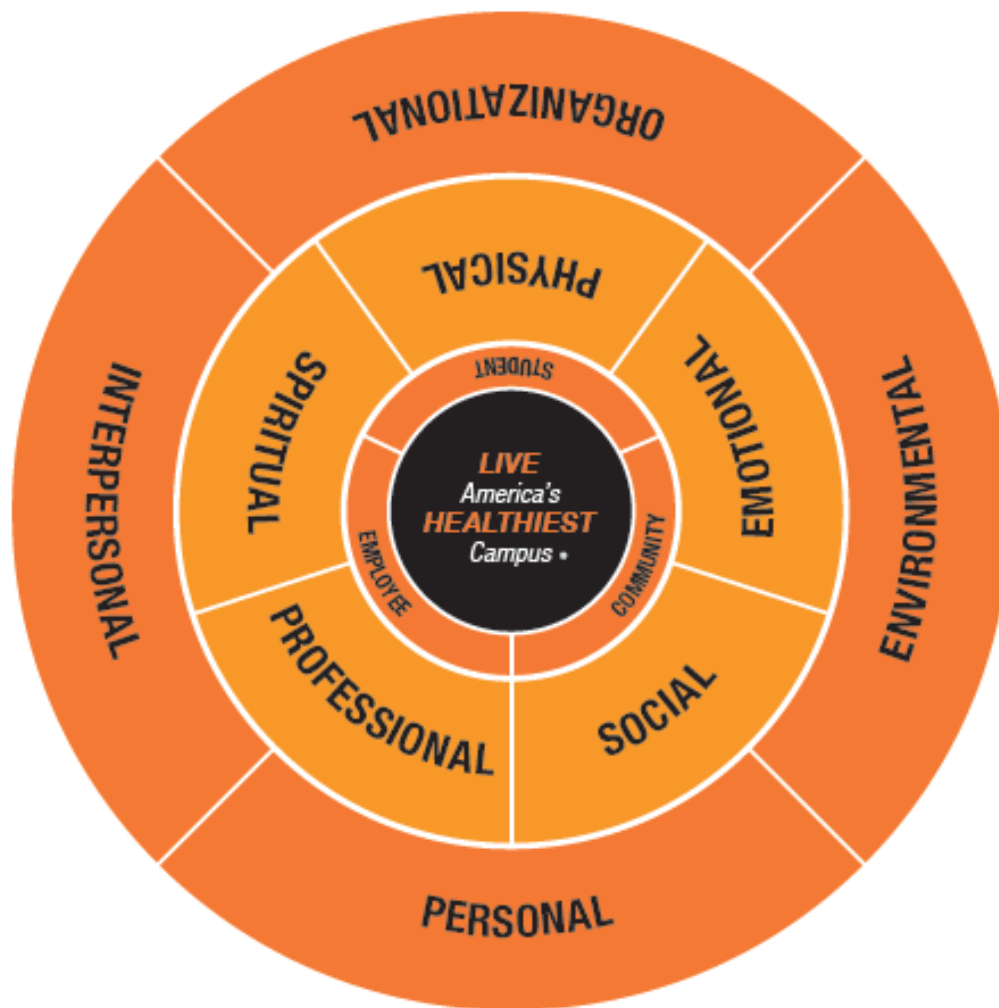 ORGANIZATIONAL
PHYSICAL
STUDENT
INTERPERSONAL
SPIRITUAL
EMOTIONAL
ENVIRONMENTAL
LIVE
America's
HEALTHIEST
Campus •
EMPLOYEE
COMMUNITY
PROFESSIONAL
SOCIAL
PERSONAL